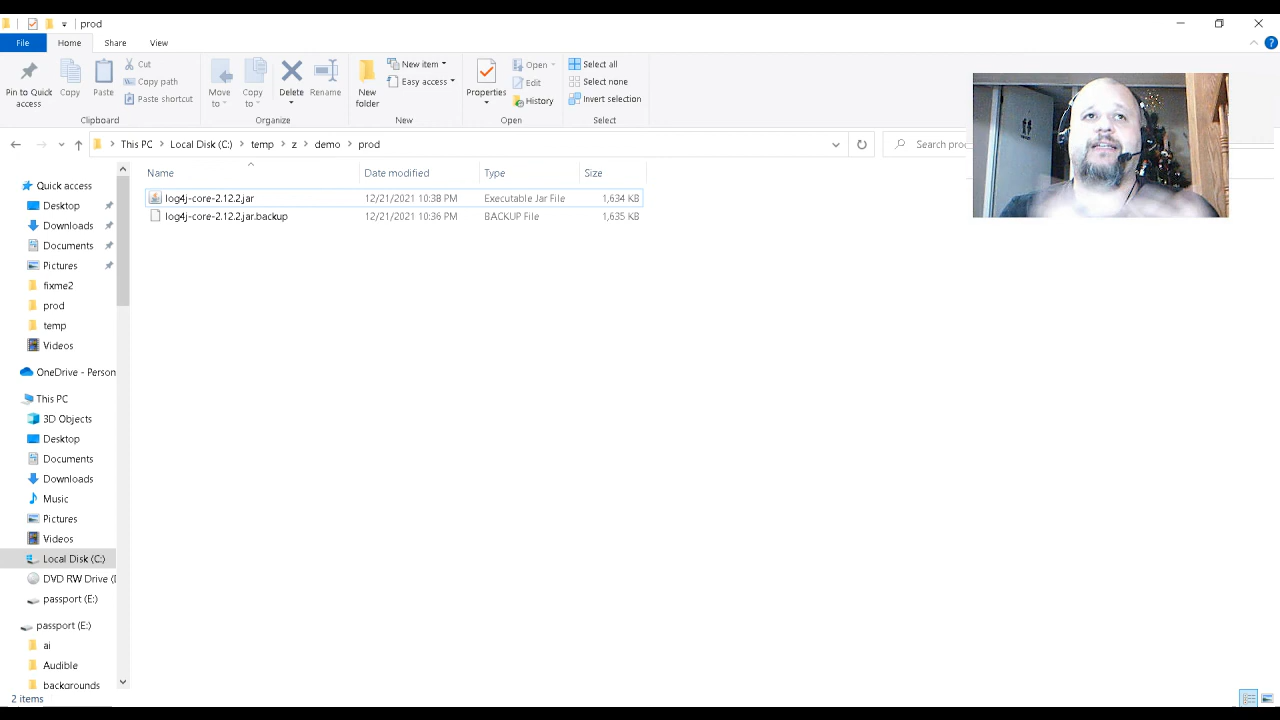 prod
File Home Share View
Pin to Quick access
Copy
Paste
Cut
Copy path
Paste shortcut
Clipboard
Move to
Copy to
Delete
Rename
Organize
New folder
New item
Easy access
New
Properties
Open
Edit
History
Open
Select all
Select none
Invert selection
Select
This PC Local Disk (C:) temp z demo prod
Search prod
Name Date modified Type Size
log4j-core-2.12.2.jar 12/21/2021 10:38 PM Executable Jar File 1,634 KB
log4j-core-2.12.2.jar.backup 12/21/2021 10:36 PM BACKUP File 1,635 KB
Quick access
Desktop
Downloads
Documents
Pictures
fixme2
prod
temp
Videos
OneDrive - Person
This PC
3D Objects
Desktop
Documents
Downloads
Music
Pictures
Videos
Local Disk (C:)
DVD RW Drive (
passport (E:)
passport (E:)
ai
Audible
backgrounds
2 items